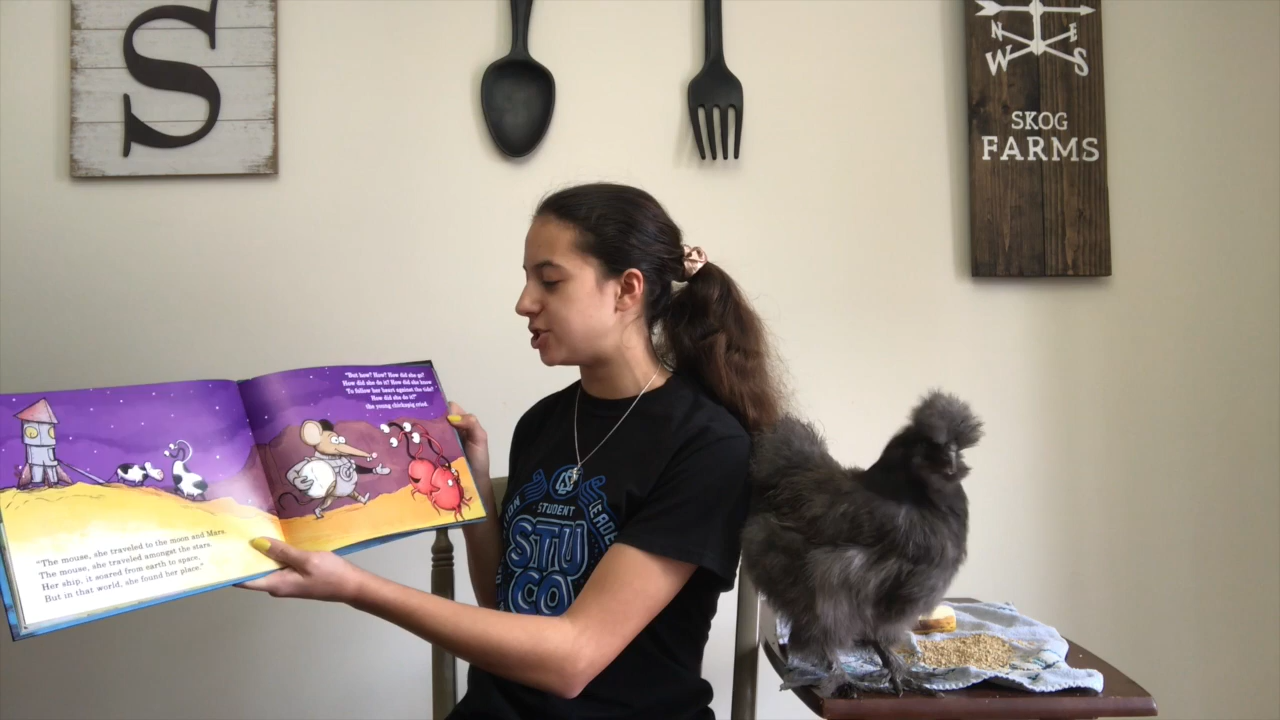 S
N E
W S
SKOG
FARMS
"But how? How? How did she go?
How did she do it? How did she know
To follow her heart against the tide?
How did she do it?"
the young chickenpig cried.
"The mouse, she traveled to the moon and Mars.
The mouse, she traveled amongst the stars.
Her ship, it soared from earth to space,
But in that world, she found her place."
STUDENT
LEADE
STU
CO